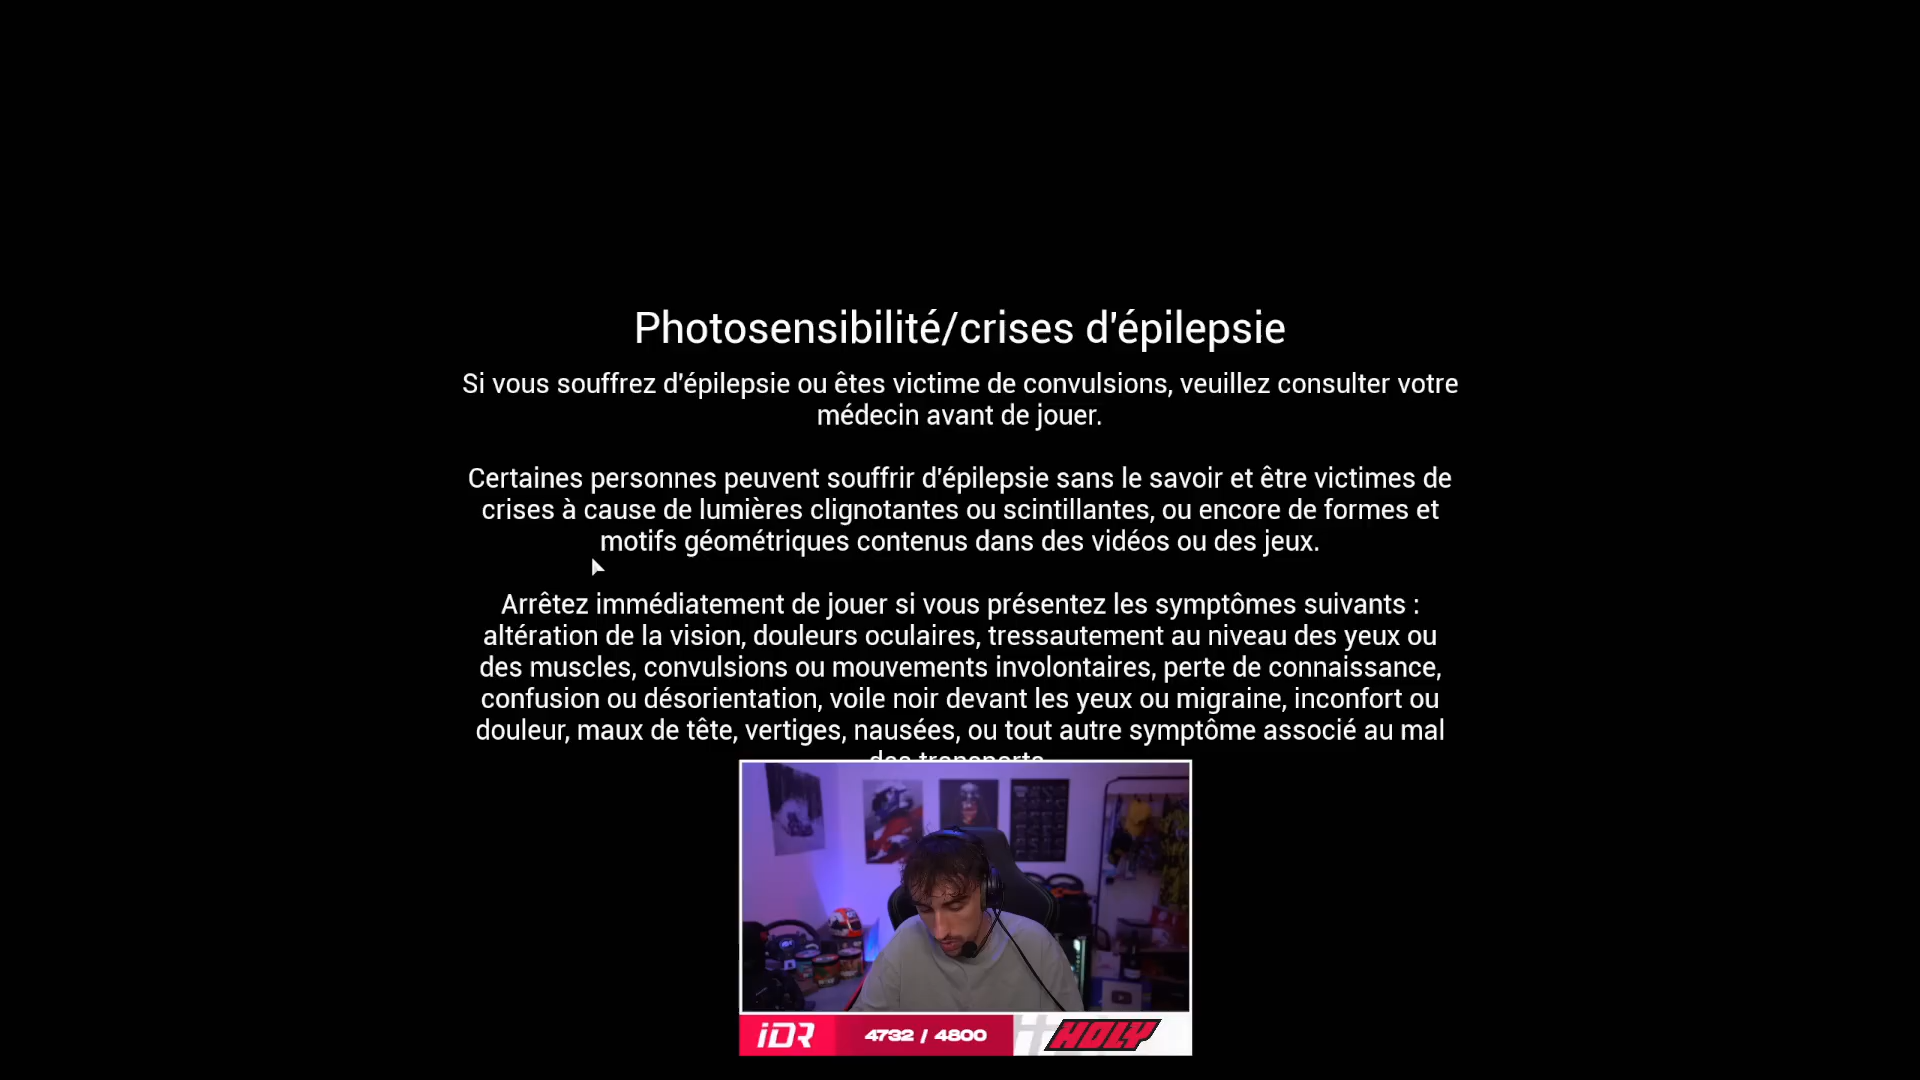 Photosensibilité/crises d'épilepsie
Si vous souffrez d'épilepsie ou êtes victime de convulsions, veuillez consulter votre
médecin avant de jouer.
Certaines personnes peuvent souffrir d'épilepsie sans le savoir et être victimes de
crises à cause de lumières clignotantes ou scintillantes, ou encore de formes et
motifs géométriques contenus dans des vidéos ou des jeux.
Arrêtez immédiatement de jouer si vous présentez les symptômes suivants :
altération de la vision, douleurs oculaires, tressautement au niveau des yeux ou
des muscles, convulsions ou mouvements involontaires, perte de connaissance,
confusion ou désorientation, voile noir devant les yeux ou migraine, inconfort ou
douleur, maux de tête, vertiges, nausées, ou tout autre symptôme associé au mal
des transports
iDR 4732 / 4800 HOLY